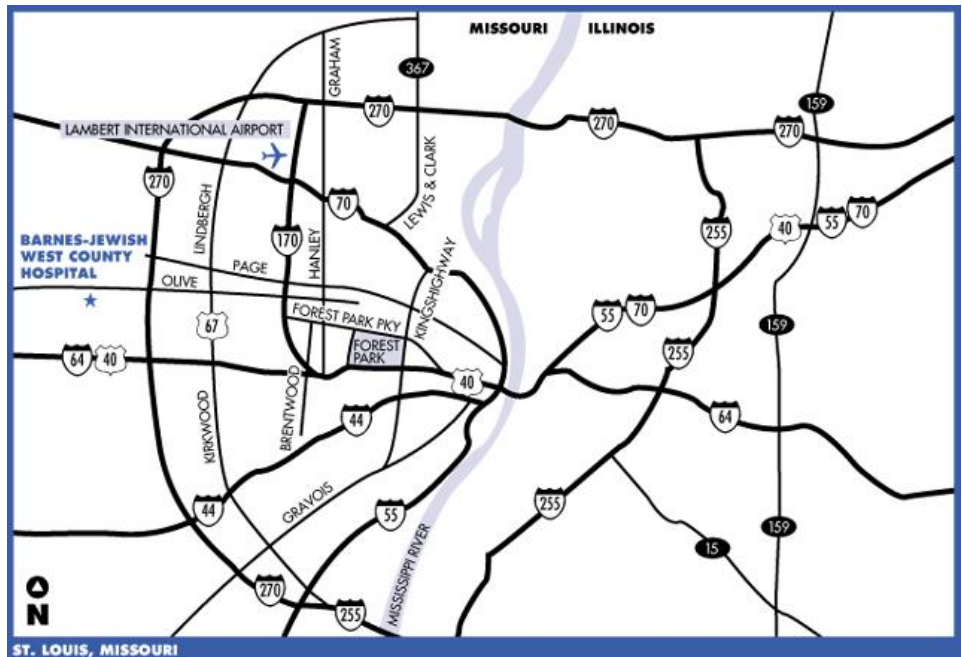 MISSOURI ILLINOIS
367
GRAHAM
159
270
270
270
LAMBERT INTERNATIONAL AIRPORT
270
70
LEWIS & CLARK
LINDBERGH
170
HANLEY
255
40
55
70
BARNES-JEWISH
WEST COUNTY
HOSPITAL
PAGE
OLIVE
KINGSHIGHWAY
FOREST PARK PKY
67
55
70
159
FOREST
PARK
64
40
255
40
BRENTWOOD
KIRKWOOD
44
64
44
GRAVOIS
55
255
159
15
MISSISSIPPI RIVER
270
255
N
ST. LOUIS, MISSOURI